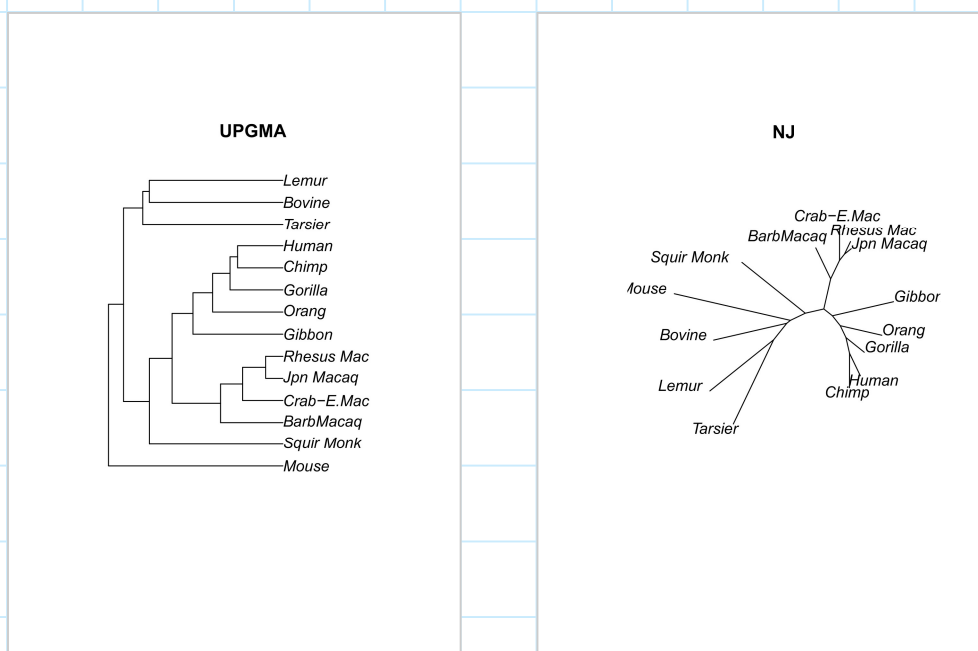 UPGMA
Lemur
Bovine
Tarsier
Human
Chimp
Gorilla
Orang
Gibbon
Rhesus Mac
Jpn Macaq
Crab−E.Mac
BarbMacaq
Squir Monk
Mouse
NJ
Crab−E.Mac
Rhesus Mac
BarbMacaq
Jpn Macaq
Squir Monk
Mouse
Gibbon
Orang
Bovine
Gorilla
Human
Lemur
Chimp
Tarsier